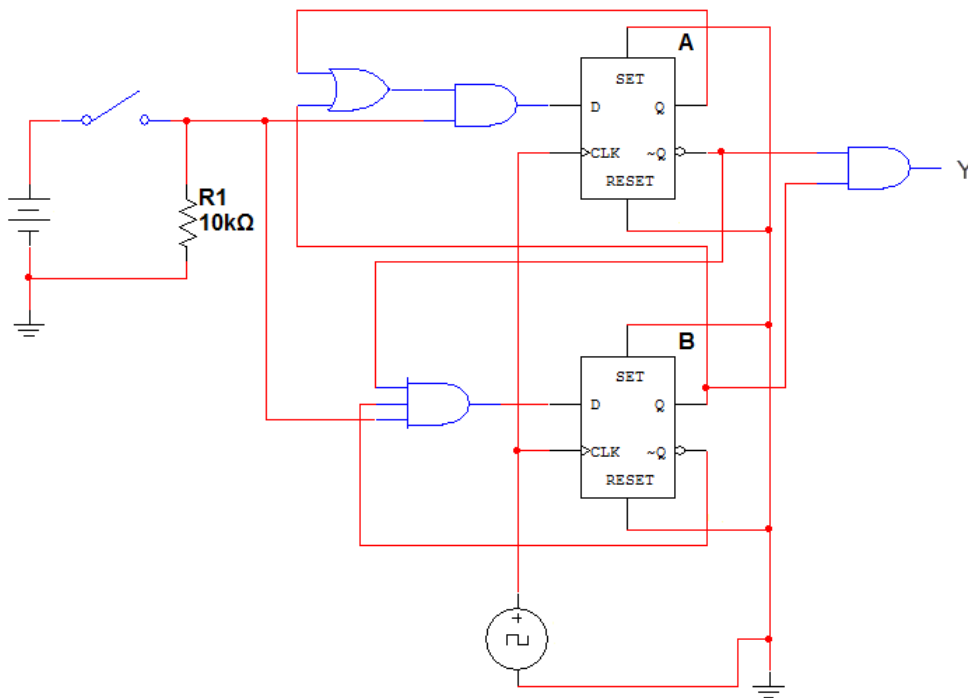 A
SET
D Q
CLK ~Q
RESET
Y
R1
10kΩ
B
SET
D Q
CLK ~Q
RESET
+